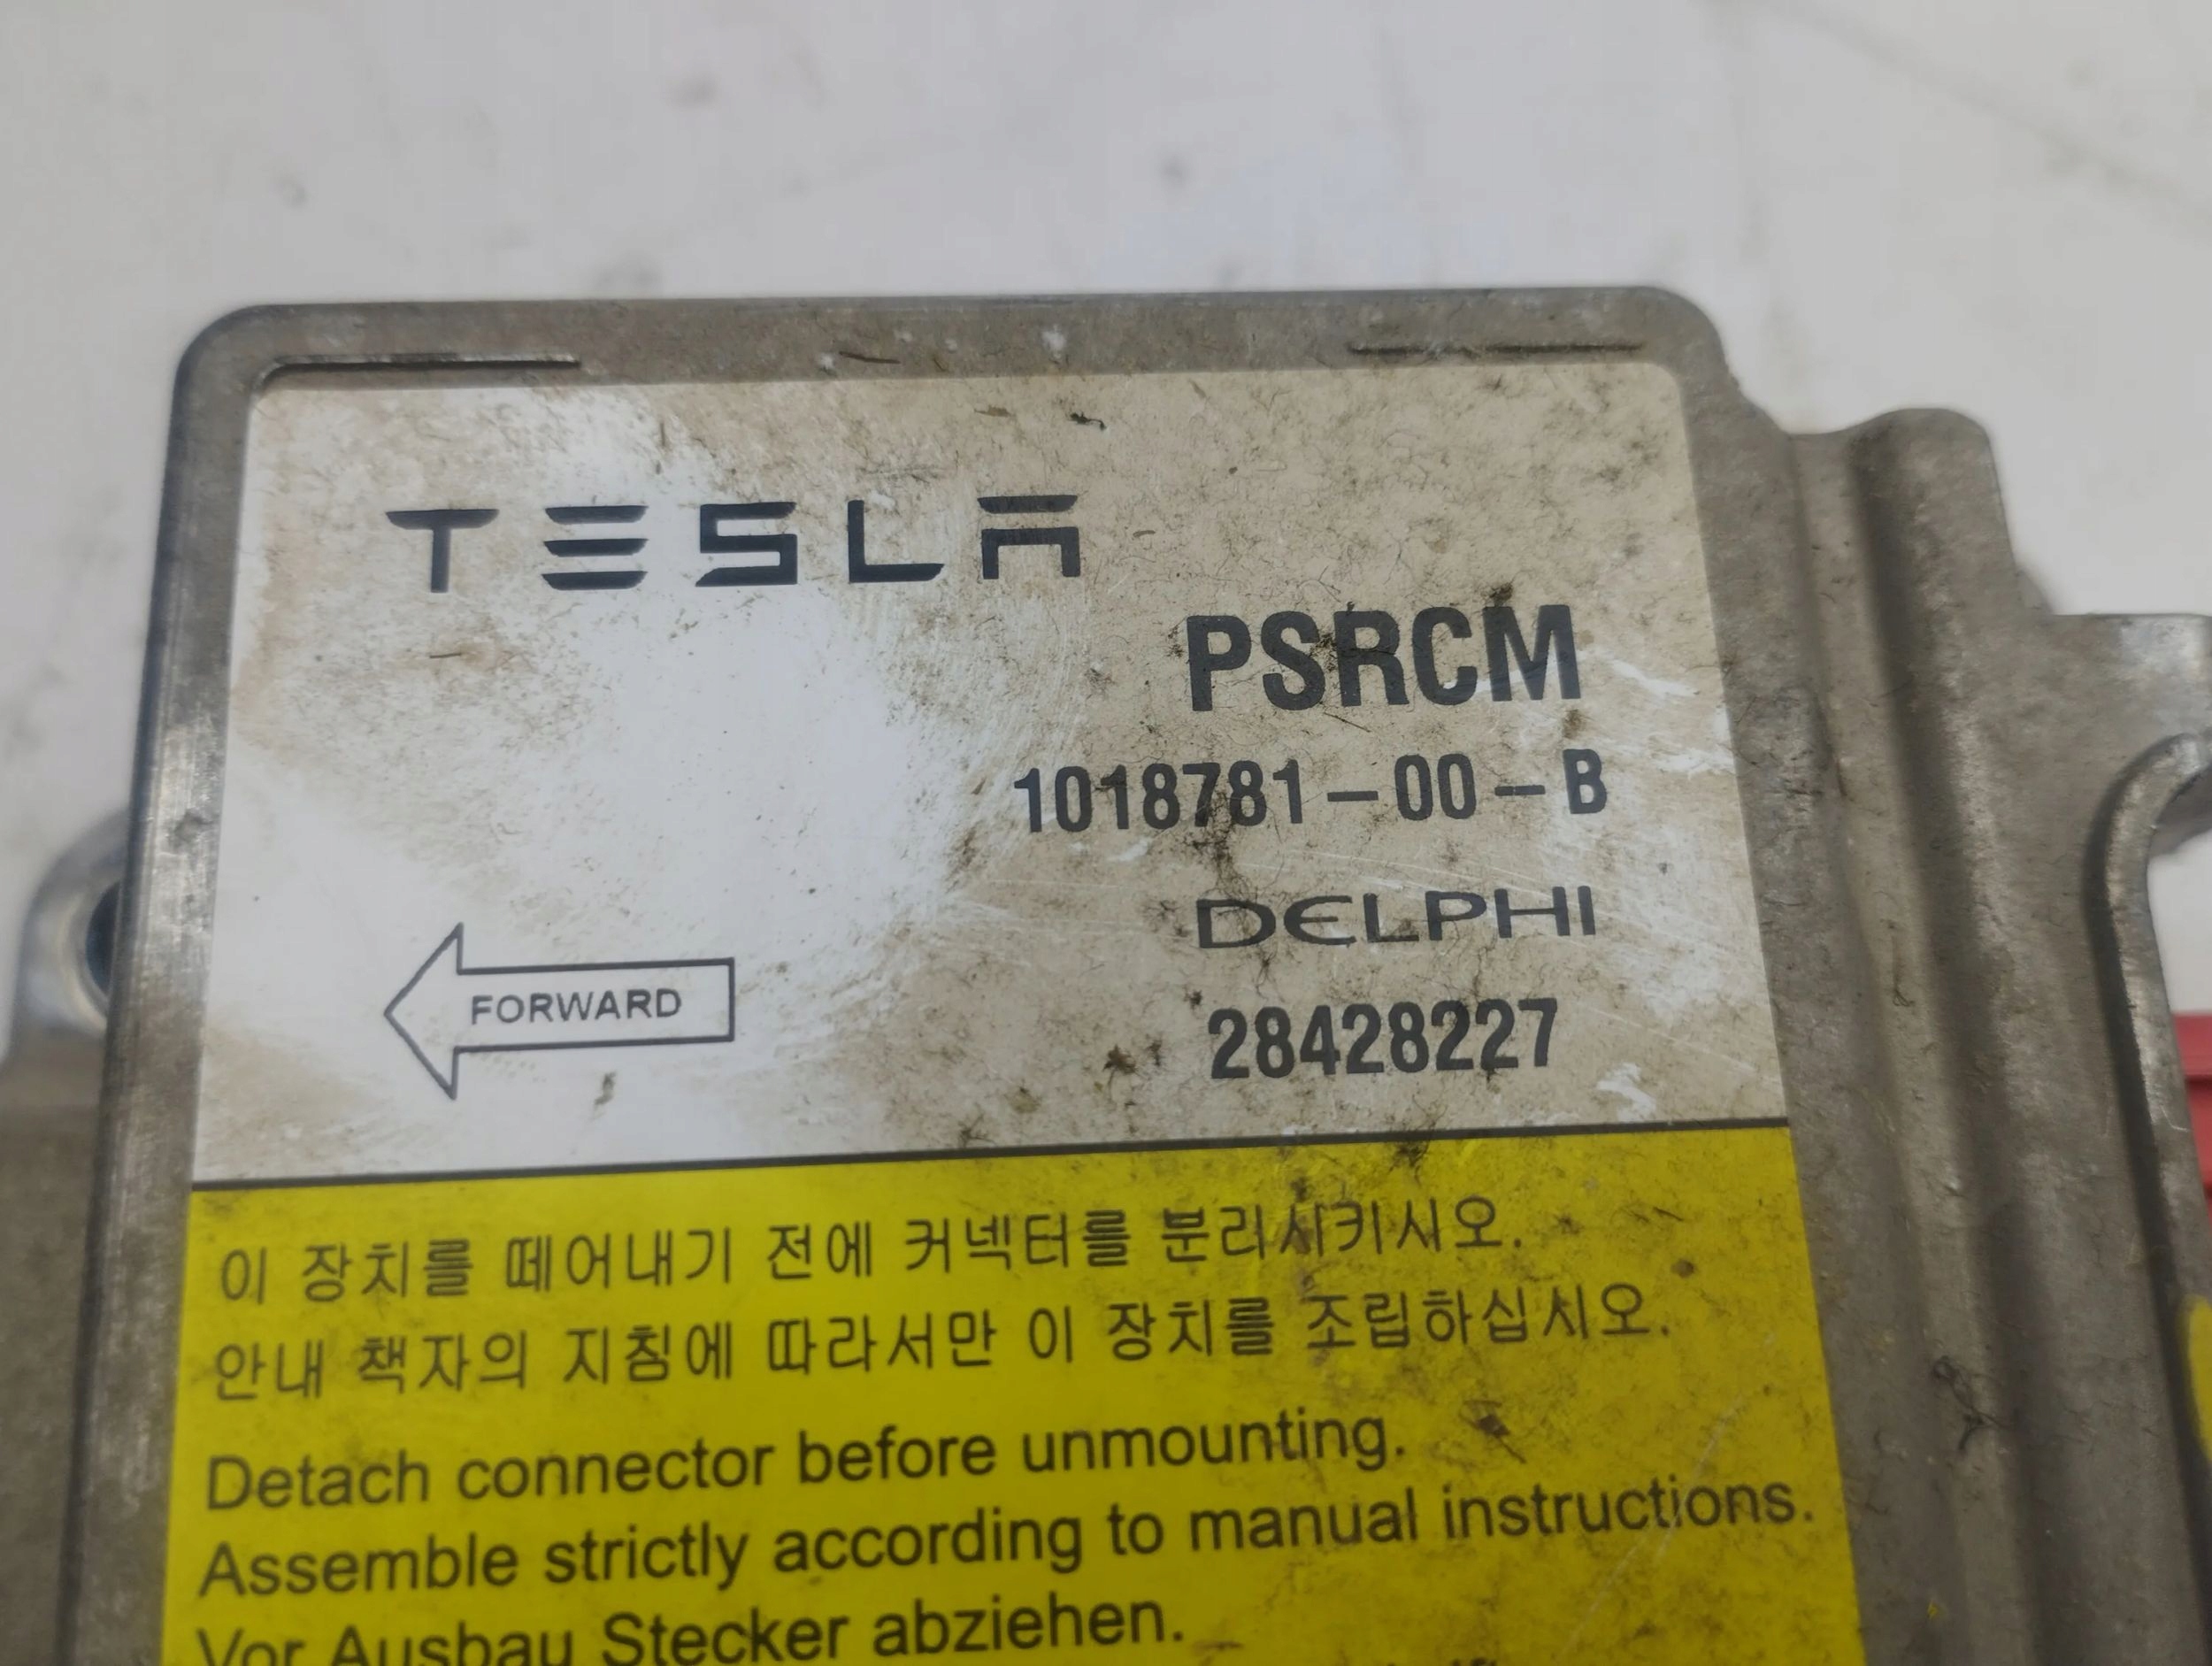 TESLA
PSRCM
1018781-00-B
DELPHI
FORWARD
28428227
이 장치를 떼어내기 전에 커넥터를 분리시키시오.
안내 책자의 지침에 따라서만 이 장치를 조립하십시오.
Detach connector before unmounting.
Assemble strictly according to manual instructions.
Vor Ausbau Stecker abziehen.